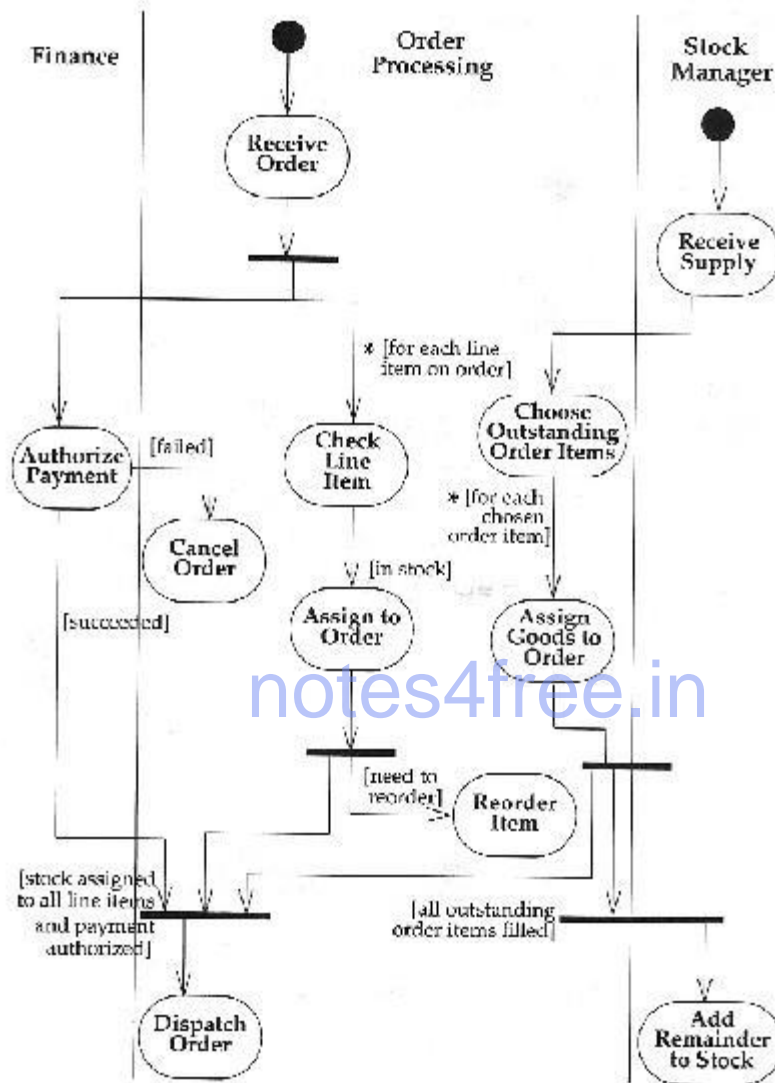 Finance
Order
Processing
Stock
Manager
Receive
Order
Receive
Supply
* [for each line
item on order]
Authorize
Payment
[failed]
Check
Line
Item
Choose
Outstanding
Order Items
Cancel
Order
* [for each
chosen
order item]
[in stock]
[succeeded]
Assign to
Order
Assign
Goods to
Order
notes4free.in
[need to
reorder]
Reorder
Item
[stock assigned
to all line items
and payment
authorized]
[all outstanding
order items filled]
Dispatch
Order
Add
Remainder
to Stock